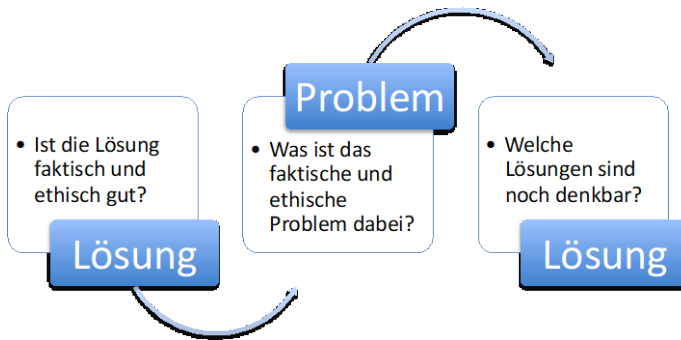 • Ist die Lösung
faktisch und
ethisch gut?
Lösung
Problem
• Was ist das
faktische und
ethische
Problem dabei?
• Welche
Lösungen sind
noch denkbar?
Lösung